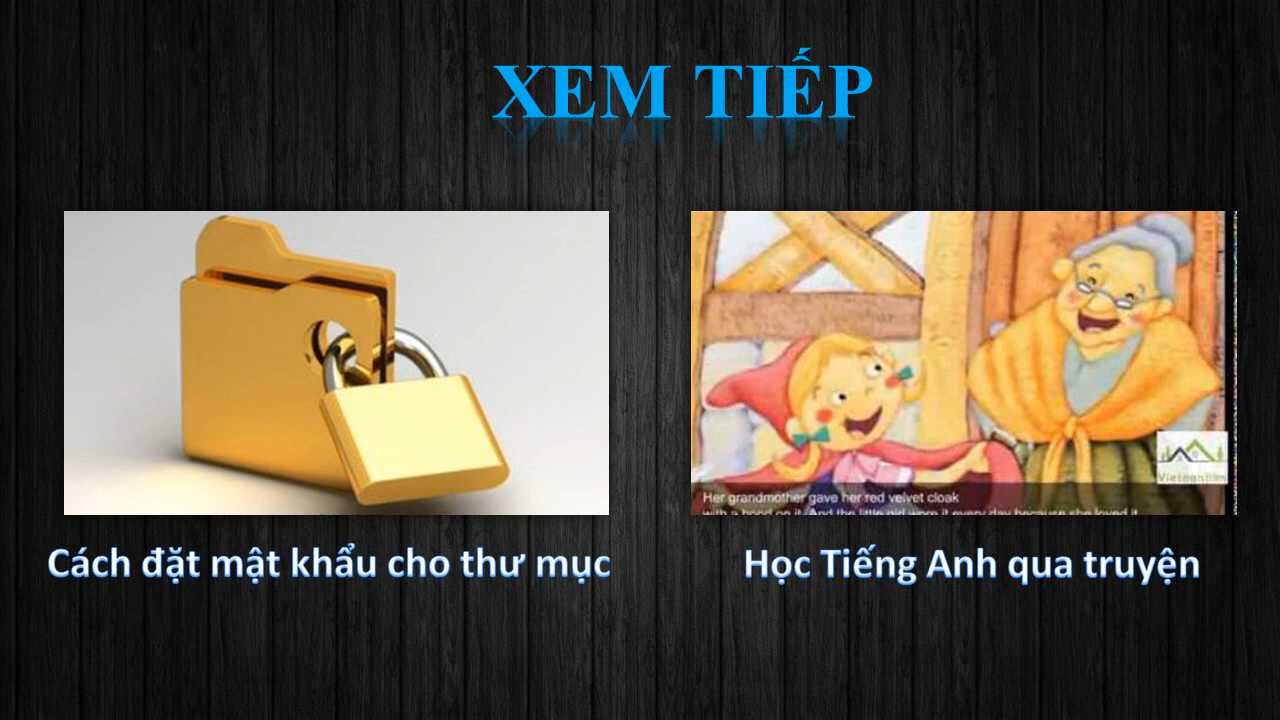 XEM TIẾP
Her grandmother gave her red velvet cloak
with a hood on it. And the little girl wore it every day because she loved it.
Vieteanfilm
Cách đặt mật khẩu cho thư mục
Học Tiếng Anh qua truyện